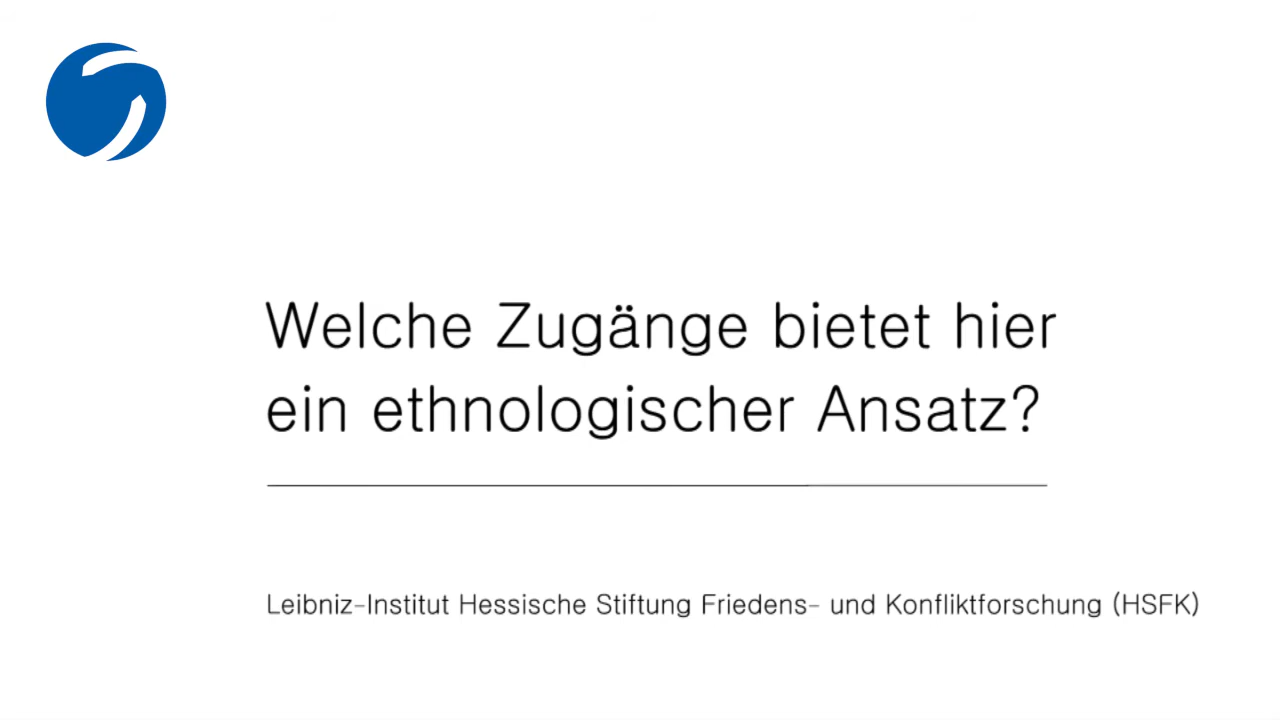 Welche Zugänge bietet hier
ein ethnologischer Ansatz?
Leibniz-Institut Hessische Stiftung Friedens- und Konfliktforschung (HSFK)